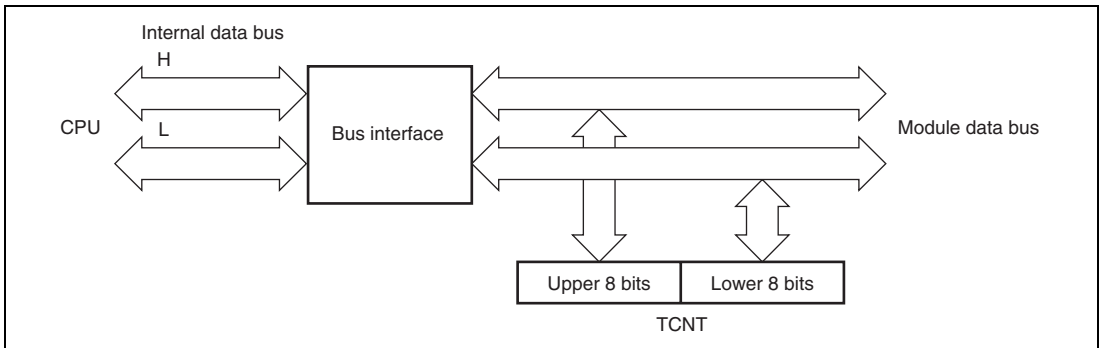 Internal data bus
H
CPU
L
Bus interface
Module data bus
Upper 8 bits
Lower 8 bits
TCNT